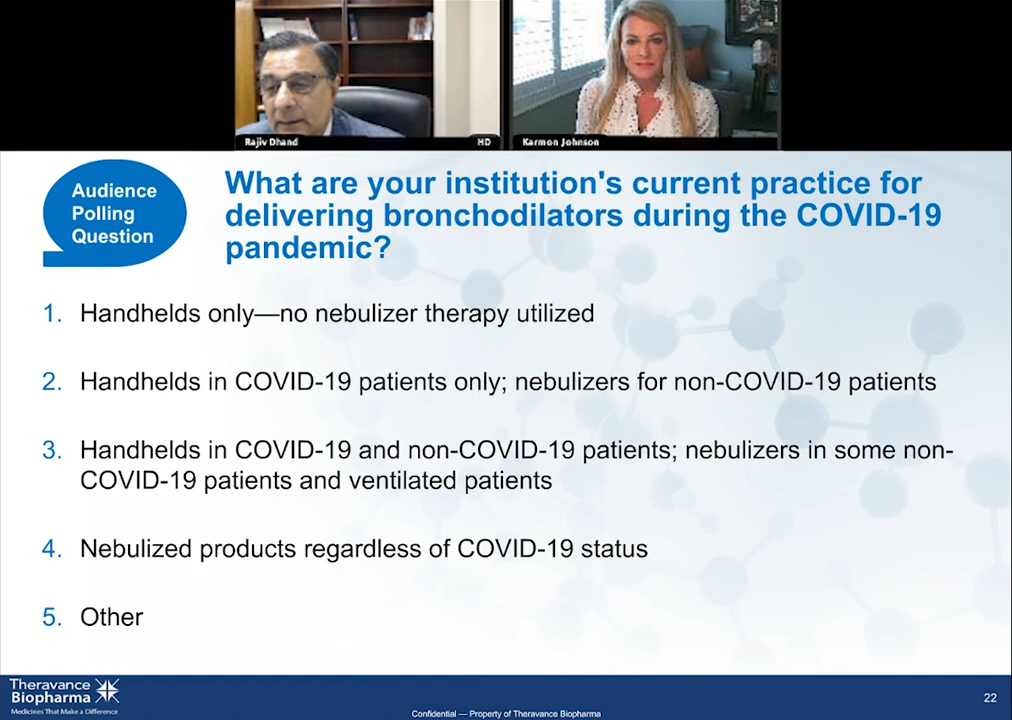 Rajiv Dhand
HD
Karmon Johnson
Audience
Polling
Question
What are your institution's current practice for
delivering bronchodilators during the COVID-19
pandemic?
1. Handhelds only—no nebulizer therapy utilized
2. Handhelds in COVID-19 patients only; nebulizers for non-COVID-19 patients
3. Handhelds in COVID-19 and non-COVID-19 patients; nebulizers in some non-
COVID-19 patients and ventilated patients
4. Nebulized products regardless of COVID-19 status
5. Other
Theravance
Biopharma
Medicines That Make a Difference
Confidential — Property of Theravance Biopharma
22